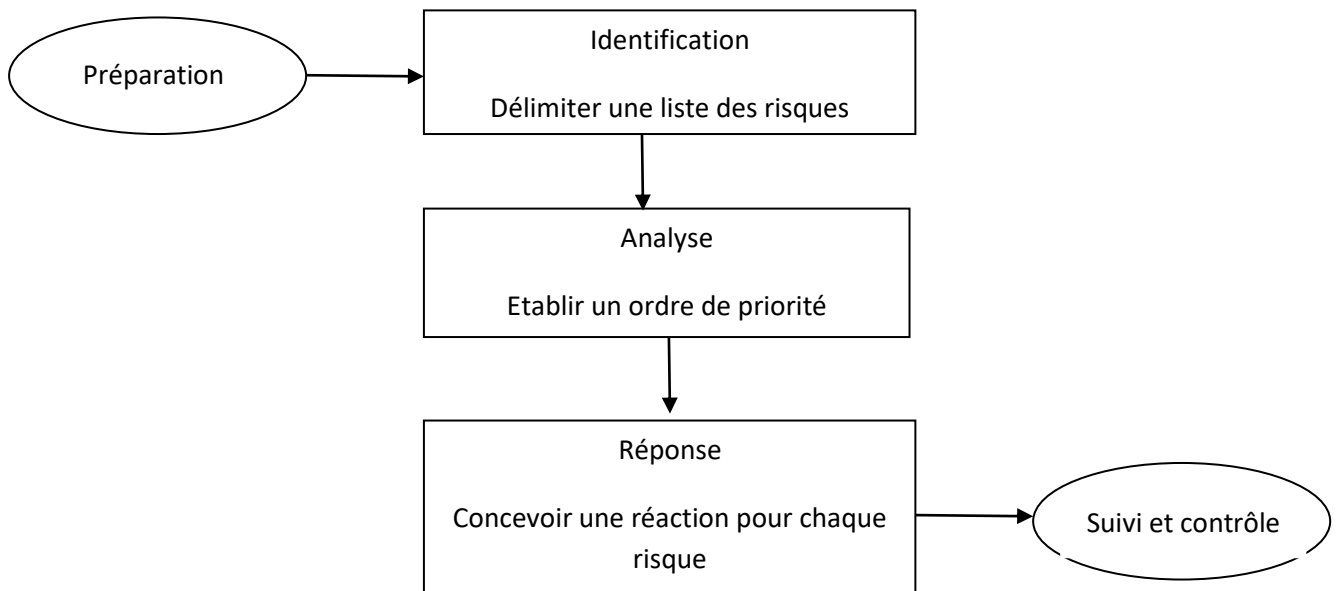 Préparation
Identification
Délimiter une liste des risques
Analyse
Etablir un ordre de priorité
Réponse
Concevoir une réaction pour chaque
risque
Suivi et contrôle